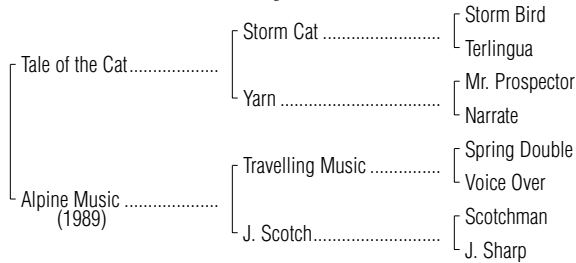 Storm Bird
Storm Cat ....................
Terlingua
Tale of the Cat..................
Mr. Prospector
Yarn ...........................
Narrate
Spring Double
Travelling Music ............
Voice Over
Alpine Music ...................
(1989)
Scotchman
J. Scotch.....................
J. Sharp